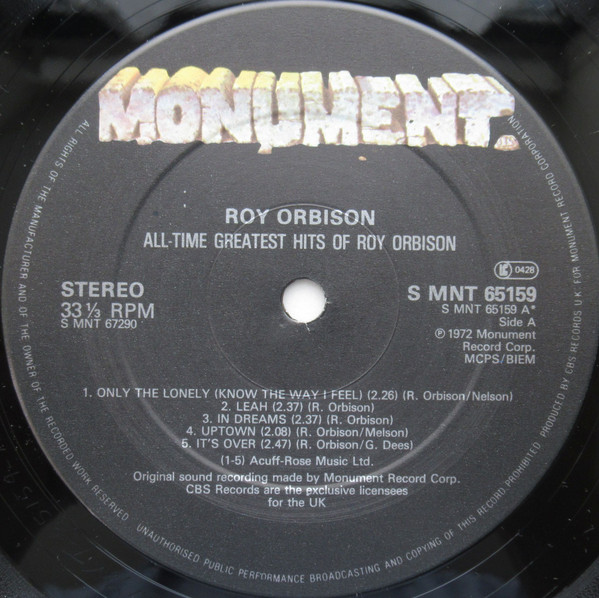 MONUMENT
ROY ORBISON
ALL-TIME GREATEST HITS OF ROY ORBISON
STEREO
33 ⅓ RPM
S MNT 67290
0428
S MNT 65159
S MNT 65159 A*
Side A
℗ 1972 Monument
Record Corp.
MCPS/BIEM
1. ONLY THE LONELY (KNOW THE WAY I FEEL) (2.26) (R. Orbison/Nelson)
2. LEAH (2.37) (R. Orbison)
3. IN DREAMS (2.37) (R. Orbison)
4. UPTOWN (2.08) (R. Orbison/Melson)
5. IT'S OVER (2.47) (R. Orbison/G. Dees)
(1-5) Acuff-Rose Music Ltd.
Original sound recording made by Monument Record Corp.
CBS Records are the exclusive licensees
for the UK
ALL RIGHTS OF THE MANUFACTURER AND OF THE OWNER OF THE RECORDED WORK RESERVED
UNAUTHORISED PUBLIC PERFORMANCE BROADCASTING AND COPYING OF THIS RECORD PROHIBITED.
PRODUCED BY CBS RECORDS U.K. FOR MONUMENT RECORD CORPORATION